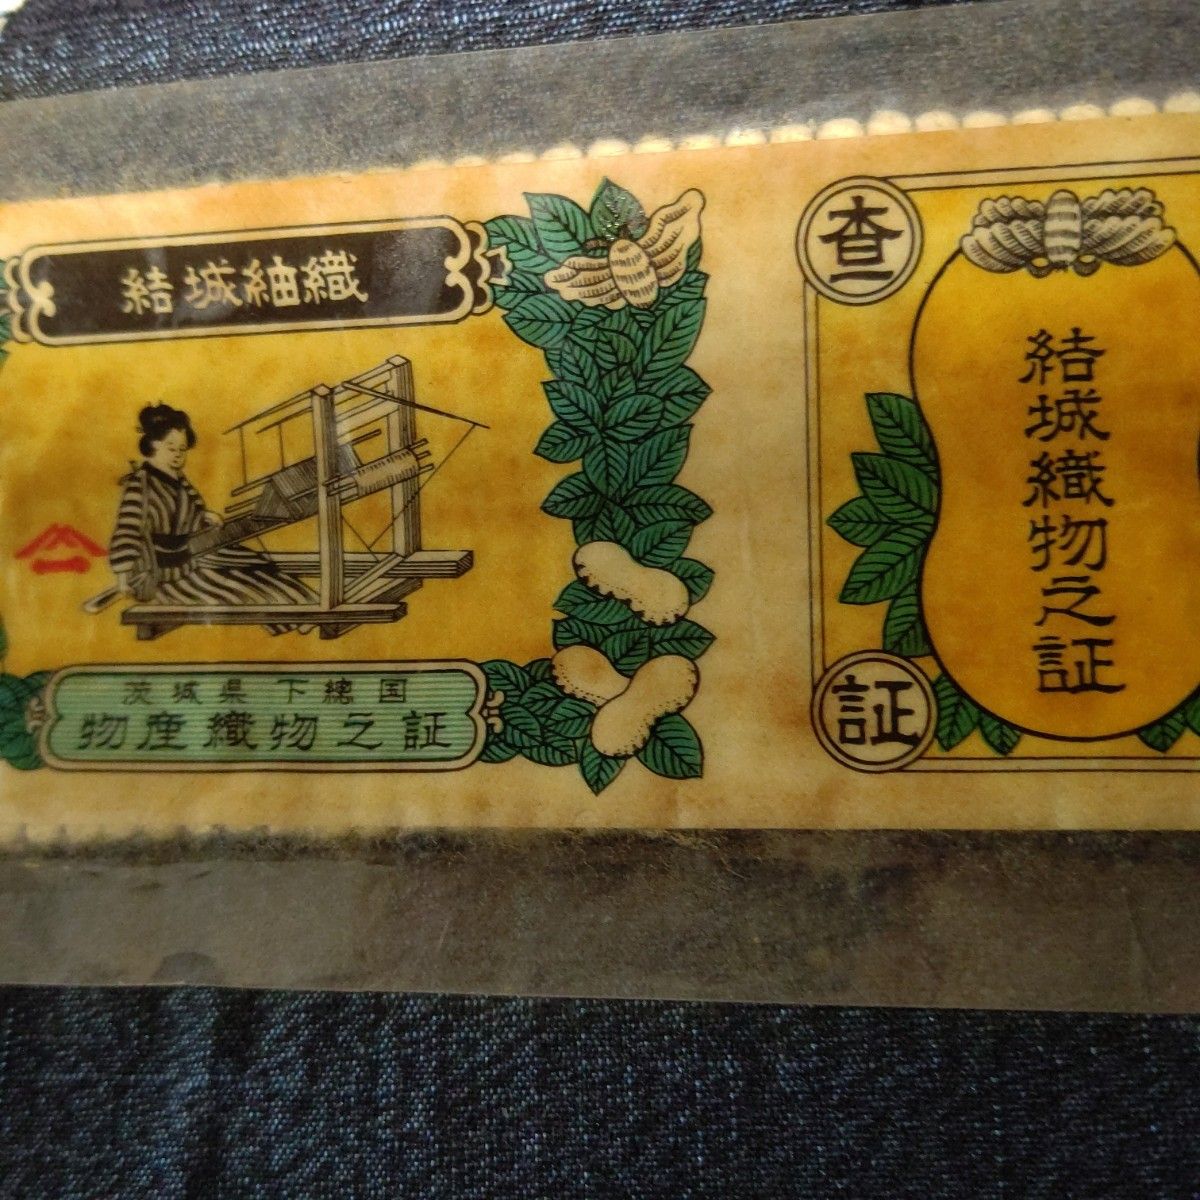 結城紬織
茨城県下總国
物産織物之証
査
証
結城織物之証